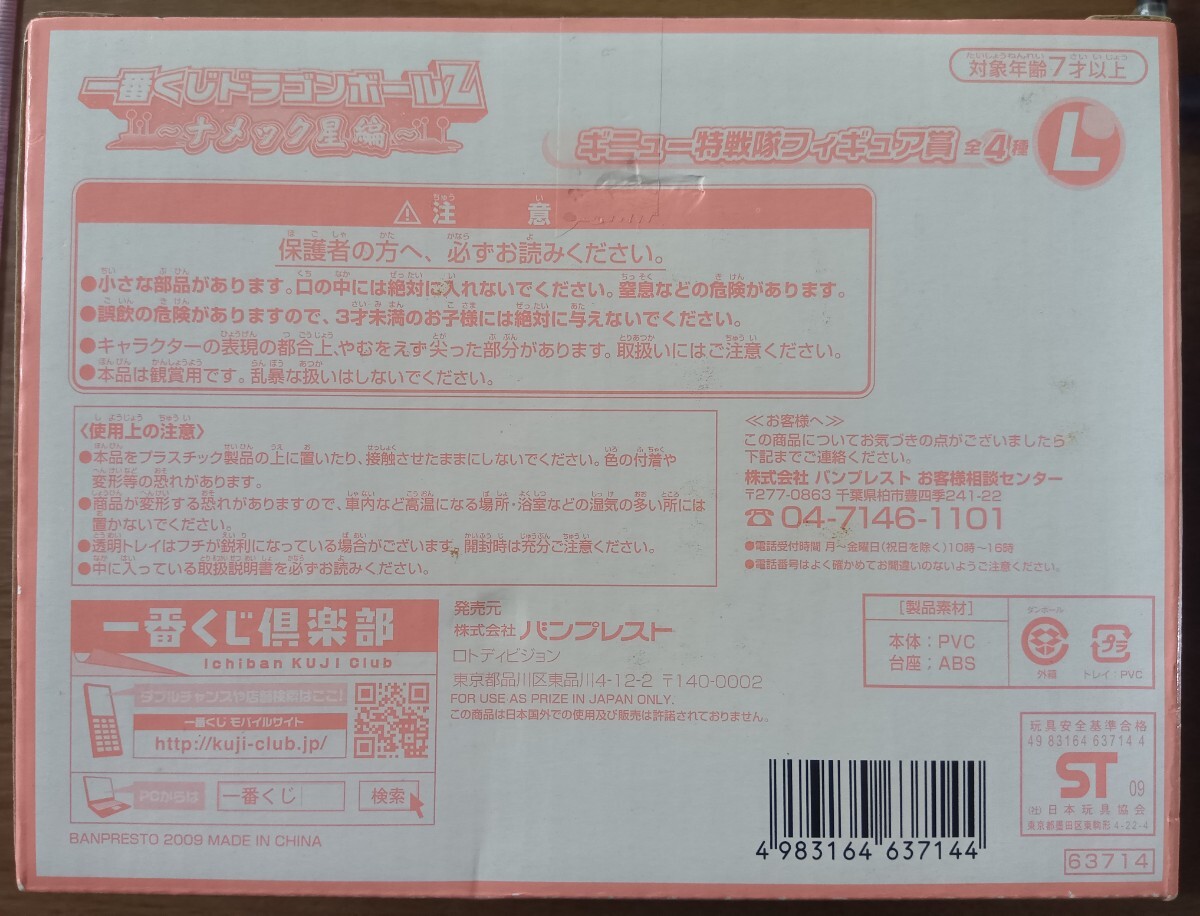 一番くじドラゴンボールZ
～ナメック星編～
対象年齢7才以上
ギニュー特戦隊フィギュア賞 全4種
L
⚠注意
保護者の方へ、必ずお読みください。
●小さな部品があります。口の中には絶対に入れないでください。窒息などの危険があります。
●誤飲の危険がありますので、3才未満のお子様には絶対に与えないでください。
●キャラクターの表現の都合上、やむをえず尖った部分があります。取扱いにはご注意ください。
●本品は観賞用です。乱暴な扱いはしないでください。
〈使用上の注意〉
●本品をプラスチック製品の上に置いたり、接触させたままにしないでください。色の付着や
変形等の恐れがあります。
●商品が変形する恐れがありますので、車内など高温になる場所・浴室などの湿気の多い所には
置かないでください。
●透明トレイはフチが鋭利になっている場合がございます。開封時は充分ご注意ください。
●中に入っている取扱説明書を必ずお読みください。
≪お客様へ≫
この商品についてお気づきの点がございましたら
下記までご連絡ください。
株式会社 バンプレスト お客様相談センター
〒277-0863 千葉県柏市豊四季241-22
☎04-7146-1101
●電話受付時間 月～金曜日(祝日を除く)10時～16時
●電話番号はよく確かめてお間違いのないようご注意ください。
一番くじ倶楽部
Ichiban KUJI Club
ダブルチャンスや店舗検索はここ!
一番くじ モバイルサイト
http://kuji-club.jp/
PCからは
一番くじ
検索
BANPRESTO 2009 MADE IN CHINA
発売元
株式会社 バンプレスト
ロトディビジョン
東京都品川区東品川4-12-2 〒140-0002
FOR USE AS PRIZE IN JAPAN ONLY.
この商品は日本国外での使用及び販売は許諾されておりません。
［製品素材］
本体：PVC
台座：ABS
ダンボール
外箱
プラ
トレイ：PVC
玩具安全基準合格
49 83164 63714 4
ST
09
(社)日本玩具協会
東京都墨田区東駒形4-22-4
4 983164 637144
63714